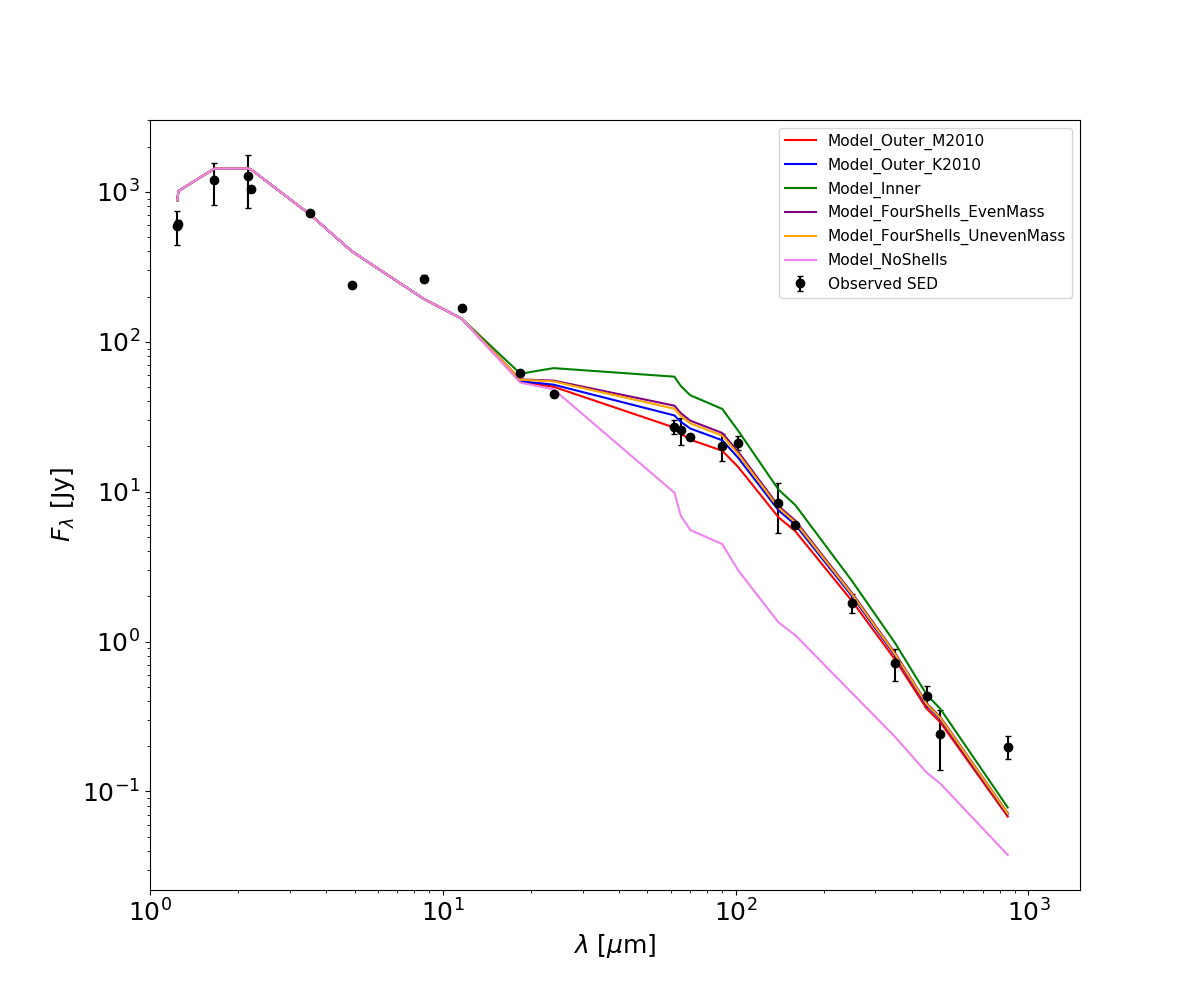 Model_Outer_M2010
Model_Outer_K2010
Model_Inner
Model_FourShells_EvenMass
Model_FourShells_UnevenMass
Model_NoShells
Observed SED
10³
10²
10¹
10⁰
10⁻¹
F_λ [Jy]
10⁰ 10¹ 10² 10³
λ [μm]